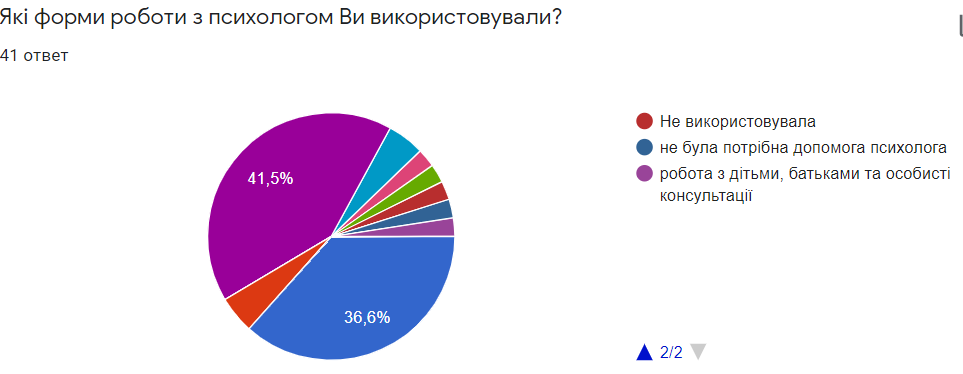 Які форми роботи з психологом Ви використовували?
41 ответ
41,5%
36,6%
Не використовувала
не була потрібна допомога психолога
робота з дітьми, батьками та особисті
консультації
2/2